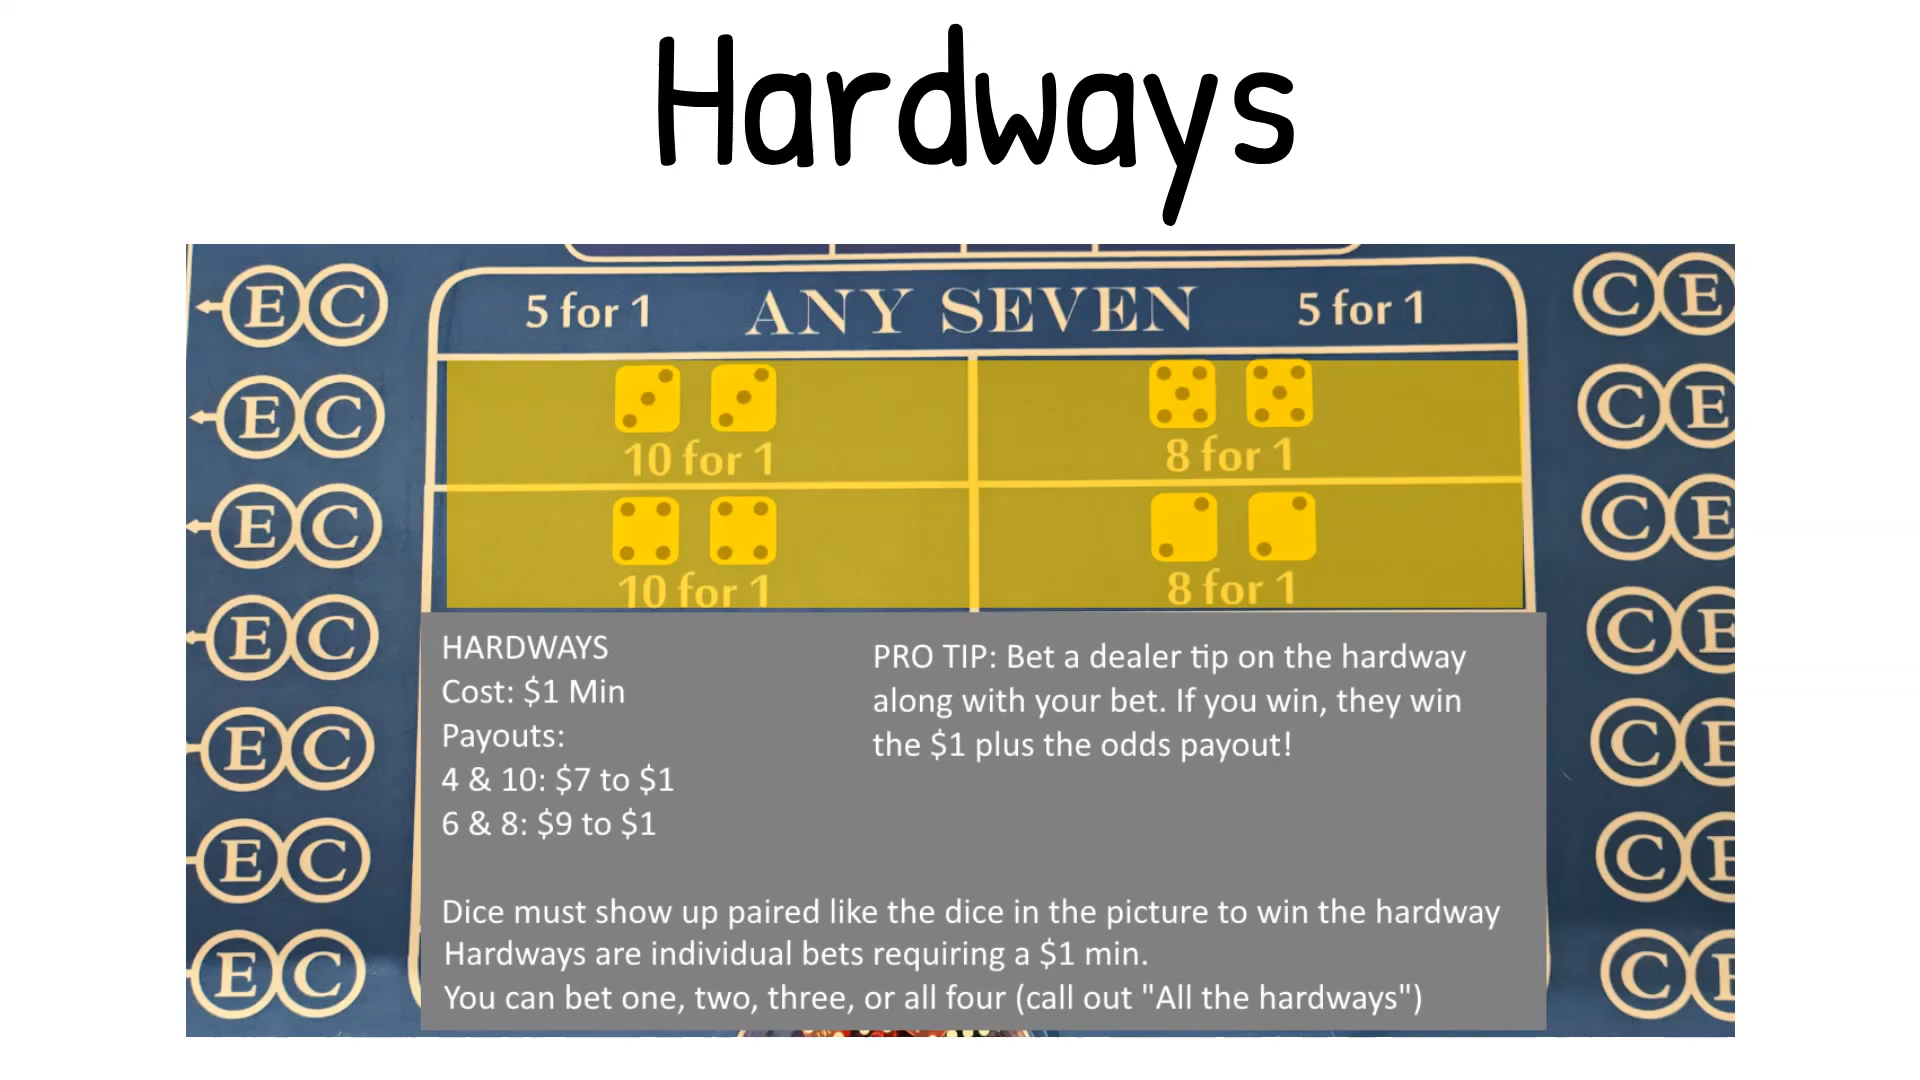 Hardways
5 for 1 ANY SEVEN 5 for 1
10 for 1 8 for 1
10 for 1 8 for 1
HARDWAYS
Cost: $1 Min
Payouts:
4 & 10: $7 to $1
6 & 8: $9 to $1
PRO TIP: Bet a dealer tip on the hardway
along with your bet. If you win, they win
the $1 plus the odds payout!
Dice must show up paired like the dice in the picture to win the hardway
Hardways are individual bets requiring a $1 min.
You can bet one, two, three, or all four (call out "All the hardways")
E C
E C
E C
E C
E C
E C
E C
C E
C E
C E
C E
C E
C E
C E